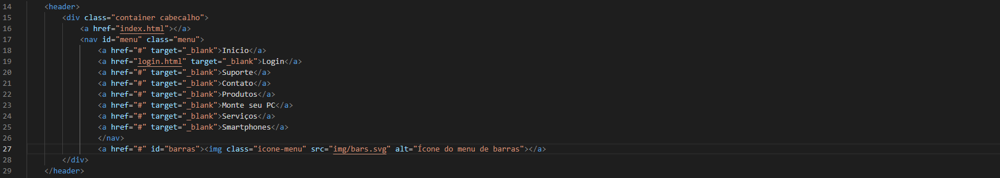 14 <header>
15 <div class="container cabecalho">
16 <a href="index.html"></a>
17 <nav id="menu" class="menu">
18 <a href="#" target="_blank">Inicio</a>
19 <a href="login.html" target="_blank">Login</a>
20 <a href="#" target="_blank">Suporte</a>
21 <a href="#" target="_blank">Contato</a>
22 <a href="#" target="_blank">Produtos</a>
23 <a href="#" target="_blank">Monte seu PC</a>
24 <a href="#" target="_blank">Serviços</a>
25 <a href="#" target="_blank">Smartphones</a>
26 </nav>
27 <a href="#" id="barras"><img class="icone-menu" src="img/bars.svg" alt="Ícone do menu de barras"></a>
28 </div>
29 </header>